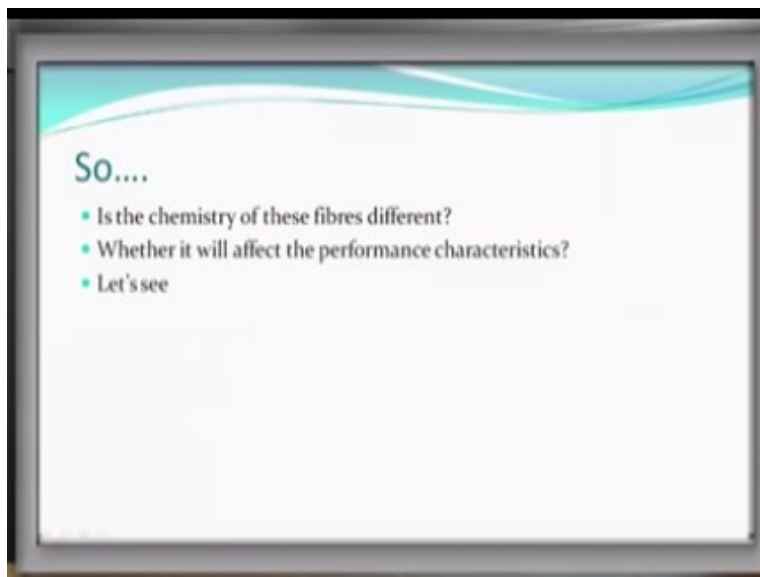 So....
• Is the chemistry of these fibres different?
• Whether it will affect the performance characteristics?
• Let's see